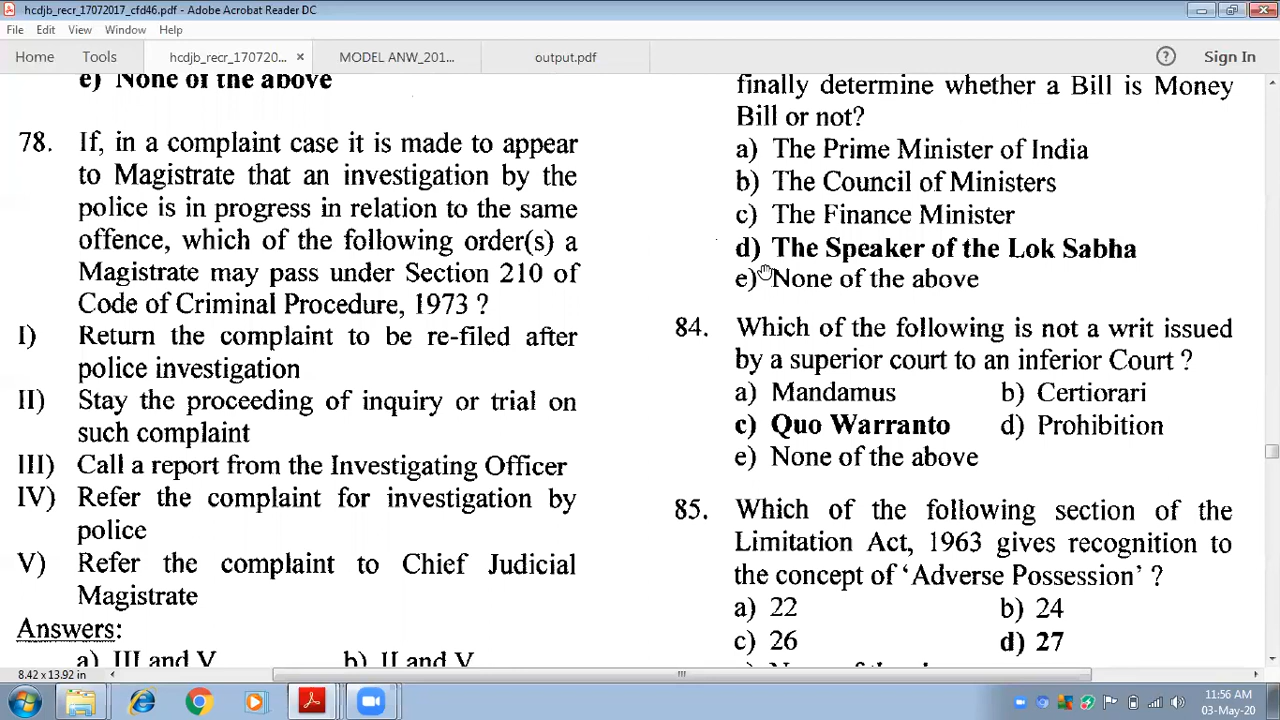 hcdjb_recr_17072017_cfd46.pdf - Adobe Acrobat Reader DC
File Edit View Window Help
Home Tools hcdjb_recr_170720... × MODEL ANW_201... output.pdf ? Sign In
e) None of the above
78. If, in a complaint case it is made to appear
to Magistrate that an investigation by the
police is in progress in relation to the same
offence, which of the following order(s) a
Magistrate may pass under Section 210 of
Code of Criminal Procedure, 1973 ?
I) Return the complaint to be re-filed after
police investigation
II) Stay the proceeding of inquiry or trial on
such complaint
III) Call a report from the Investigating Officer
IV) Refer the complaint for investigation by
police
V) Refer the complaint to Chief Judicial
Magistrate
Answers:
a) III and V b) II and V
finally determine whether a Bill is Money
Bill or not?
a) The Prime Minister of India
b) The Council of Ministers
c) The Finance Minister
d) The Speaker of the Lok Sabha
e) None of the above
84. Which of the following is not a writ issued
by a superior court to an inferior Court ?
a) Mandamus b) Certiorari
c) Quo Warranto d) Prohibition
e) None of the above
85. Which of the following section of the
Limitation Act, 1963 gives recognition to
the concept of ‘Adverse Possession’ ?
a) 22 b) 24
c) 26 d) 27
8.42 x 13.92 in
11:56 AM
03-May-20